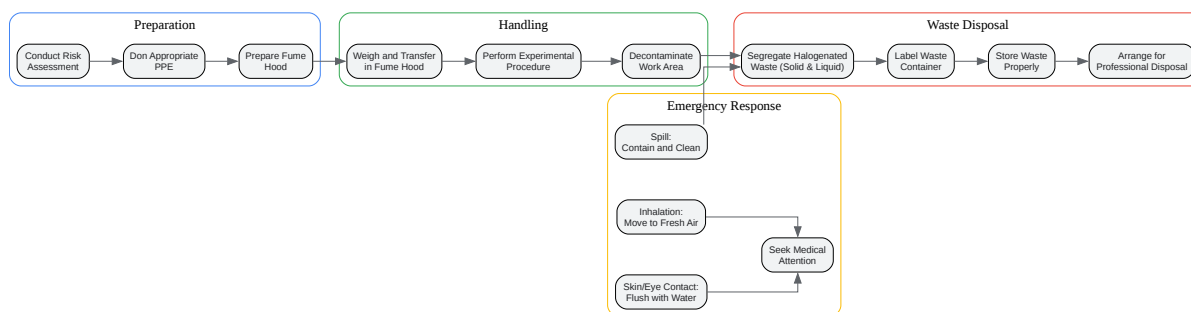 Preparation
Conduct Risk
Assessment
Don Appropriate
PPE
Prepare Fume
Hood
Handling
Weigh and Transfer
in Fume Hood
Perform Experimental
Procedure
Decontaminate
Work Area
Waste Disposal
Segregate Halogenated
Waste (Solid & Liquid)
Label Waste
Container
Store Waste
Properly
Arrange for
Professional Disposal
Emergency Response
Spill:
Contain and Clean
Inhalation:
Move to Fresh Air
Seek Medical
Attention
Skin/Eye Contact:
Flush with Water